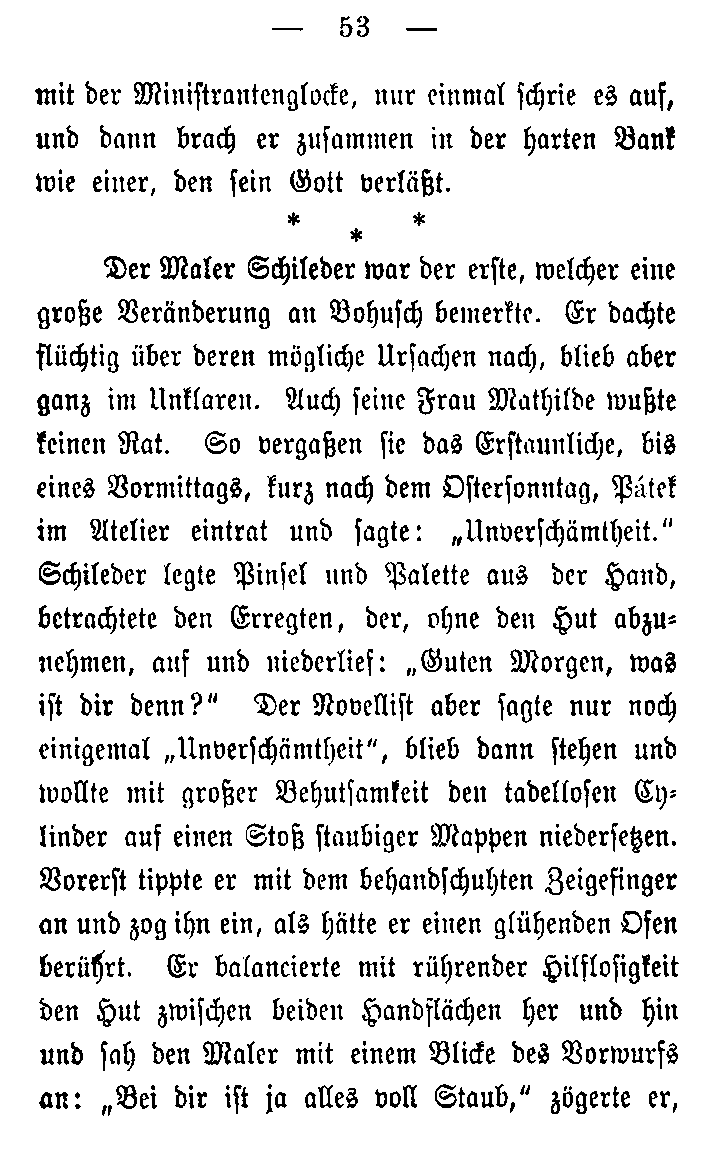 — 53 —
mit der Ministrantenglocke, nur einmal schrie es auf,
und dann brach er zusammen in der harten Bank
wie einer, den sein Gott verläßt.
* * *
Der Maler Schileder war der erste, welcher eine
große Veränderung an Bohusch bemerkte. Er dachte
flüchtig über deren mögliche Ursachen nach, blieb aber
ganz im Unklaren. Auch seine Frau Mathilde wußte
keinen Rat. So vergaßen sie das Erstaunliche, bis
eines Vormittags, kurz nach dem Ostersonntag, Pátek
im Atelier eintrat und sagte: „Unverschämtheit.“
Schileder legte Pinsel und Palette aus der Hand,
betrachtete den Erregten, der, ohne den Hut abzu-
nehmen, auf und niederlief: „Guten Morgen, was
ist dir denn?“ Der Novellist aber sagte nur noch
einigemal „Unverschämtheit“, blieb dann stehen und
wollte mit großer Behutsamkeit den tadellosen Cy-
linder auf einen Stoß staubiger Mappen niedersetzen.
Vorerst tippte er mit dem behandschuhten Zeigefinger
an und zog ihn ein, als hätte er einen glühenden Ofen
berührt. Er balancierte mit rührender Hilflosigkeit
den Hut zwischen beiden Handflächen her und hin
und sah den Maler mit einem Blicke des Vorwurfs
an: „Bei dir ist ja alles voll Staub,“ zögerte er,